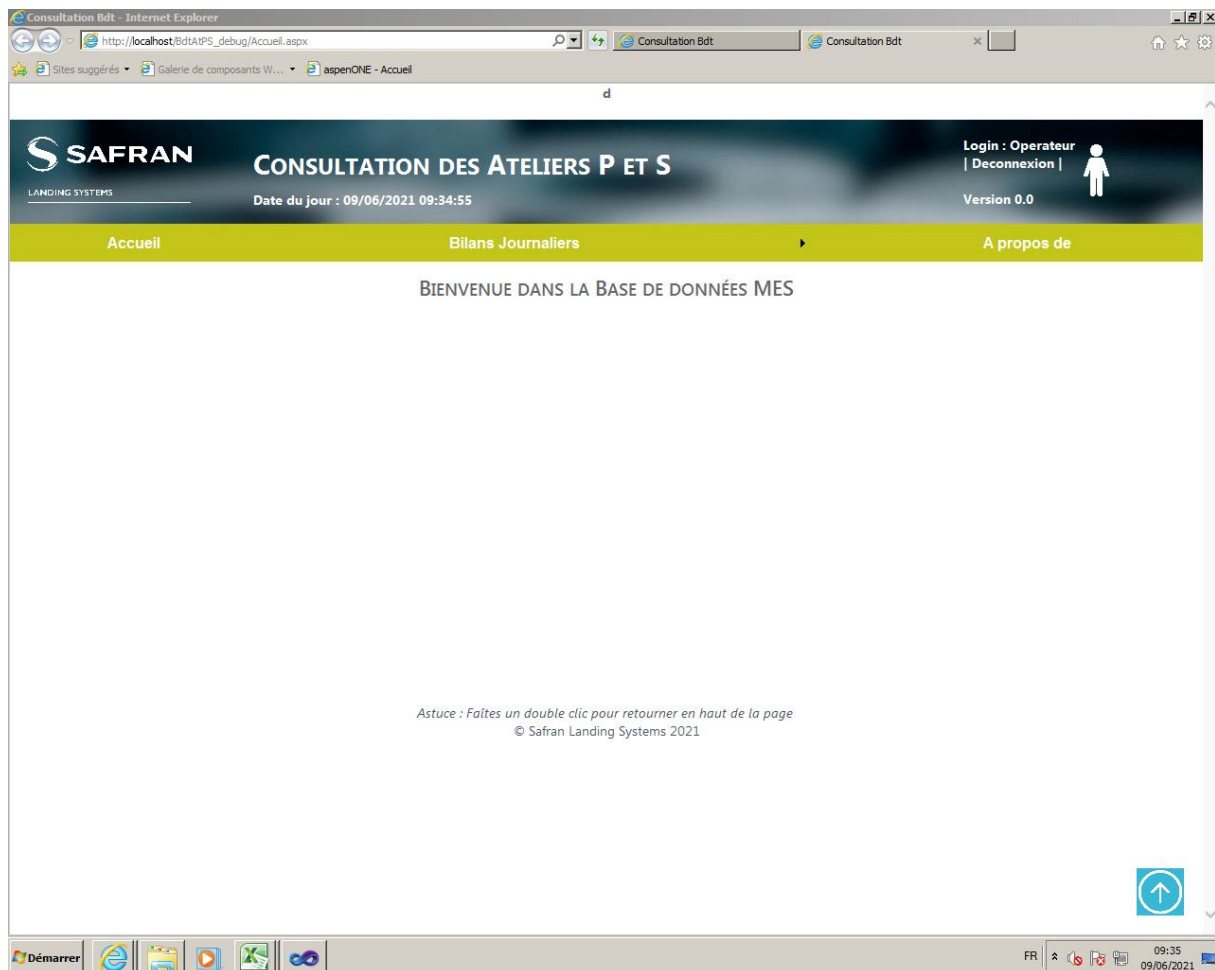 Consultation Bdt - Internet Explorer
http://localhost/BdtAtPS_debug/Accueil.aspx
Consultation Bdt
Consultation Bdt
Sites suggérés
Galerie de composants W...
aspenONE - Accueil
d
SAFRAN
LANDING SYSTEMS
CONSULTATION DES ATELIERS P ET S
Date du jour : 09/06/2021 09:34:55
Login : Operateur
| Deconnexion |
Version 0.0
Accueil
Bilans Journaliers
A propos de
BIENVENUE DANS LA BASE DE DONNÉES MES
Astuce : Faîtes un double clic pour retourner en haut de la page
© Safran Landing Systems 2021
Démarrer
FR
09:35
09/06/2021